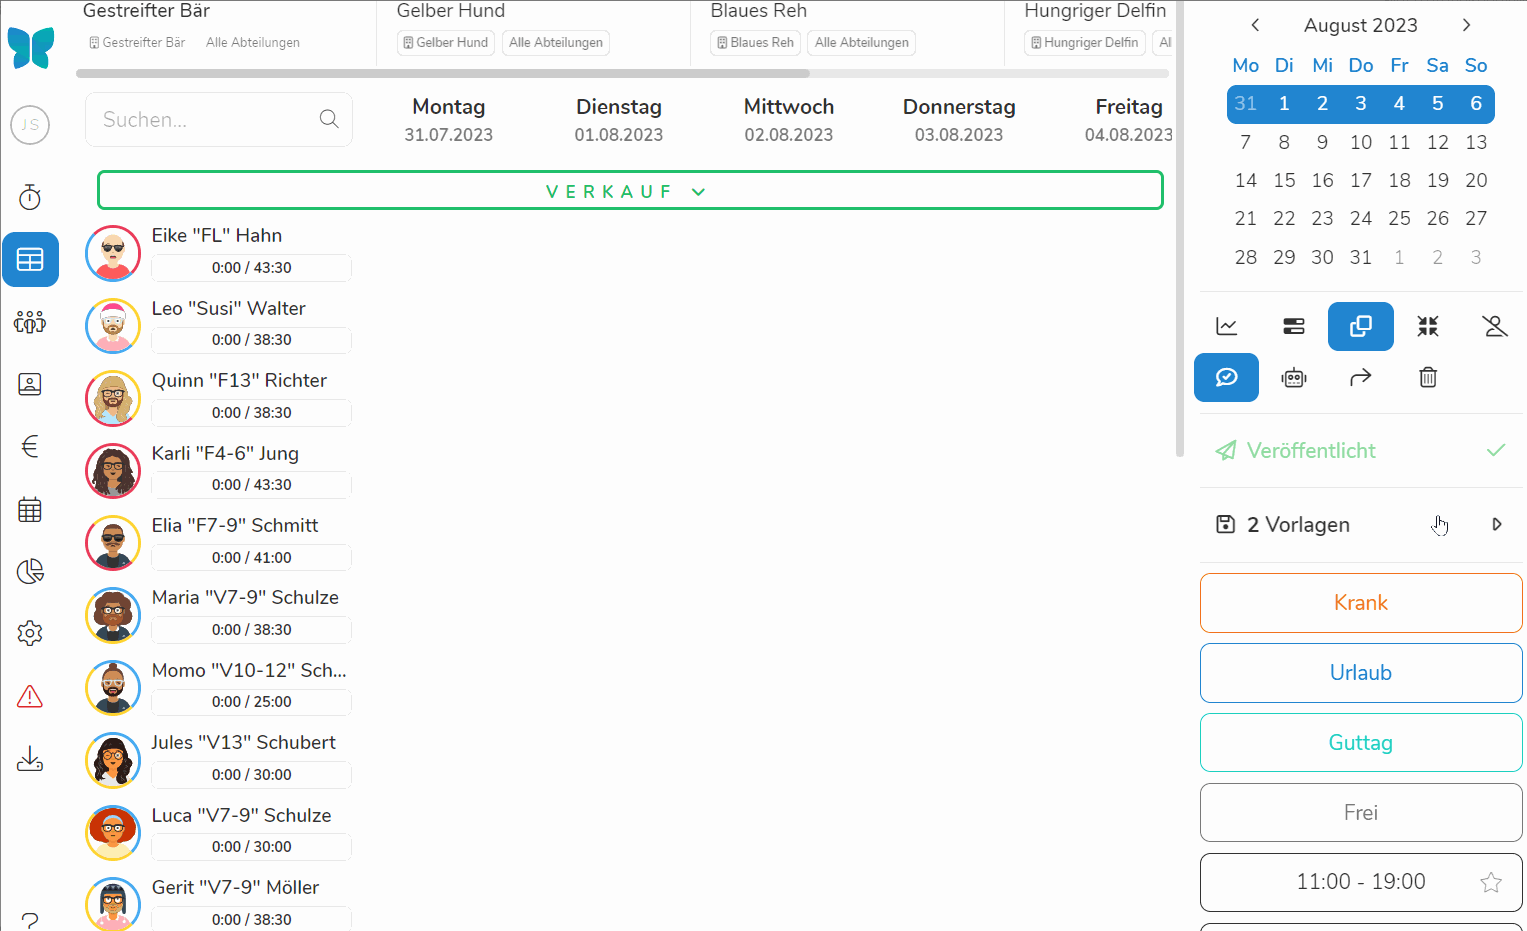 Gestreifter Bär
Gestreifter Bär Alle Abteilungen
Gelber Hund
Gelber Hund Alle Abteilungen
Blaues Reh
Blaues Reh Alle Abteilungen
Hungriger Delfin
Hungriger Delfin Al
JS
Suchen...
Montag
31.07.2023
Dienstag
01.08.2023
Mittwoch
02.08.2023
Donnerstag
03.08.2023
Freitag
04.08.2023
VERKAUF
Eike "FL" Hahn
0:00 / 43:30
Leo "Susi" Walter
0:00 / 38:30
Quinn "F13" Richter
0:00 / 38:30
Karli "F4-6" Jung
0:00 / 43:30
Elia "F7-9" Schmitt
0:00 / 41:00
Maria "V7-9" Schulze
0:00 / 38:30
Momo "V10-12" Sch...
0:00 / 25:00
Jules "V13" Schubert
0:00 / 30:00
Luca "V7-9" Schulze
0:00 / 30:00
Gerit "V7-9" Möller
0:00 / 38:30
August 2023
Mo Di Mi Do Fr Sa So
31 1 2 3 4 5 6
7 8 9 10 11 12 13
14 15 16 17 18 19 20
21 22 23 24 25 26 27
28 29 30 31 1 2 3
Veröffentlicht
2 Vorlagen
Krank
Urlaub
Guttag
Frei
11:00 - 19:00